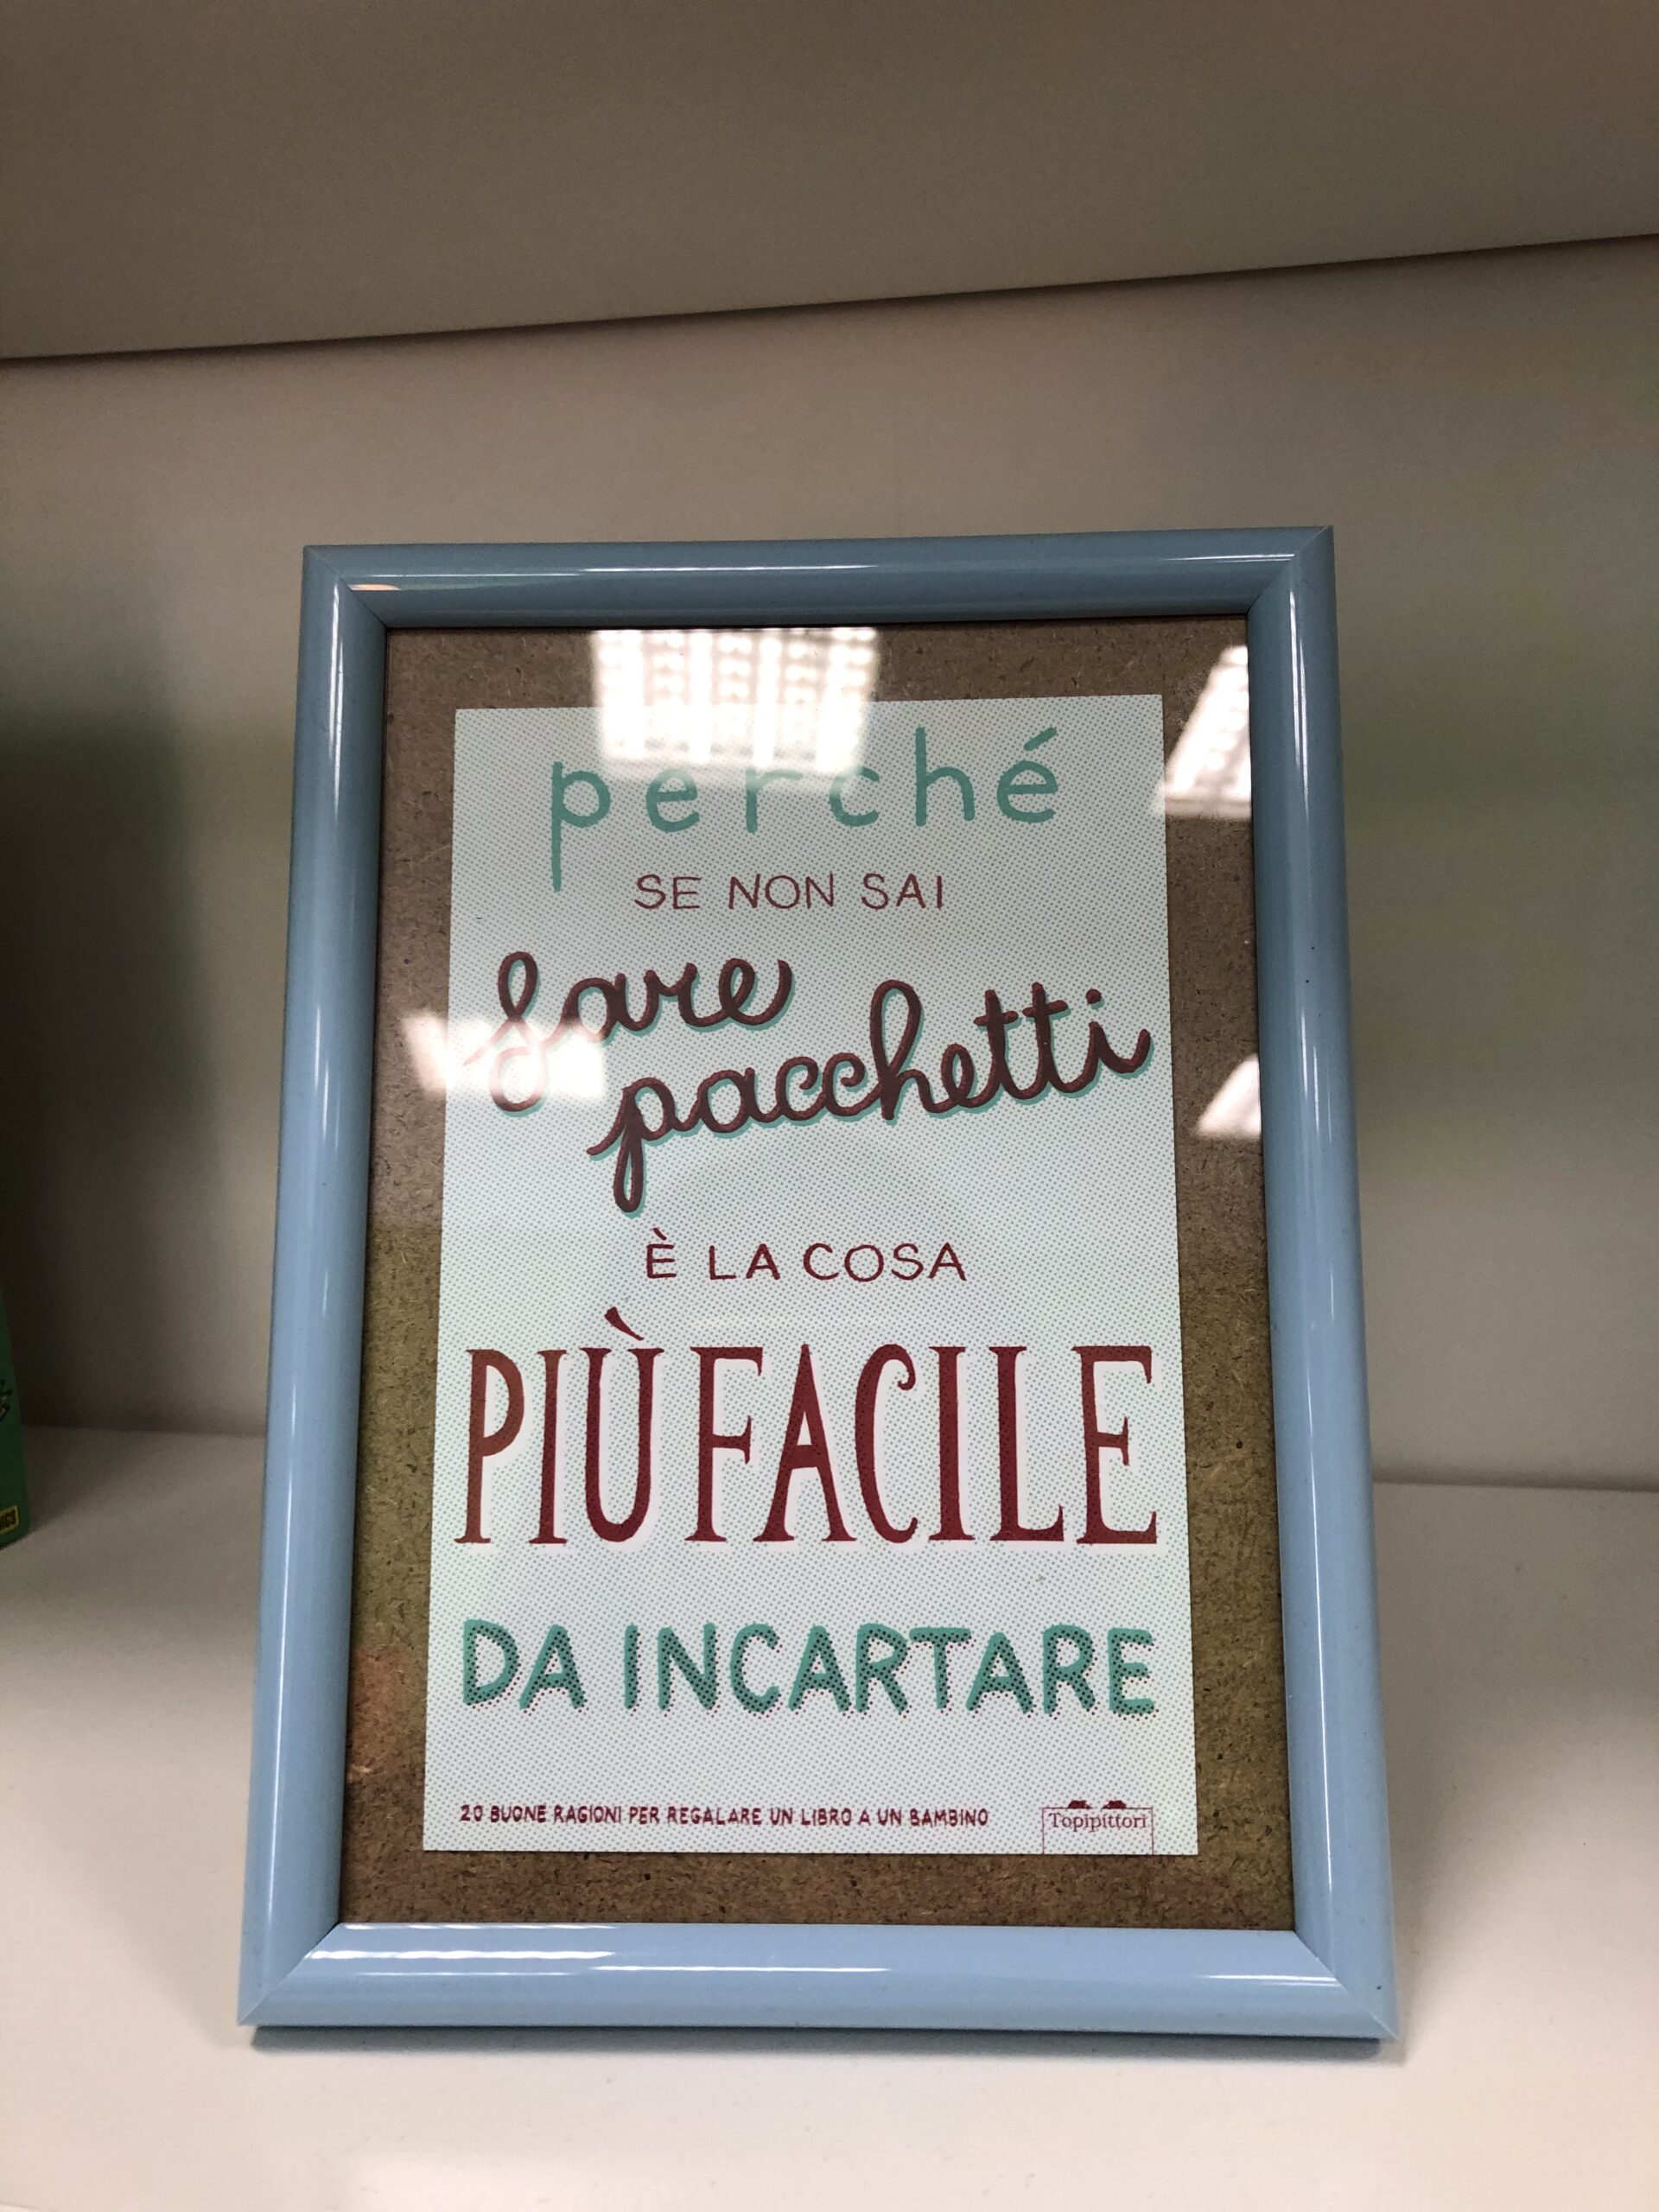 perché
SE NON SAI
fare
pacchetti
È LA COSA
PIÙ FACILE
DA INCARTARE
20 BUONE RAGIONI PER REGALARE UN LIBRO A UN BAMBINO
Topipittori